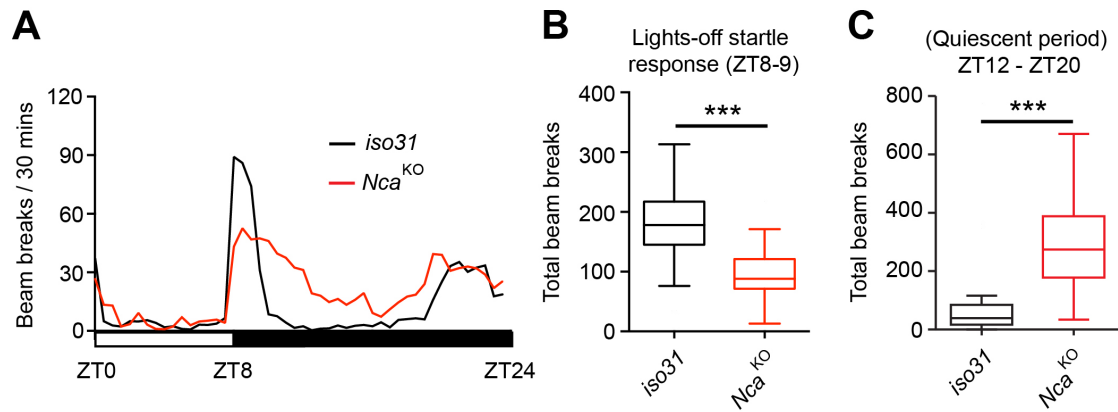 A
Beam breaks / 30 mins
120
90
60
30
0
iso31
Nca^KO
ZT0
ZT8
ZT24
B
Lights-off startle
response (ZT8-9)
Total beam breaks
400
300
200
100
0
***
iso31
Nca^KO
C
(Quiescent period)
ZT12 - ZT20
Total beam breaks
800
600
400
200
0
***
iso31
Nca^KO